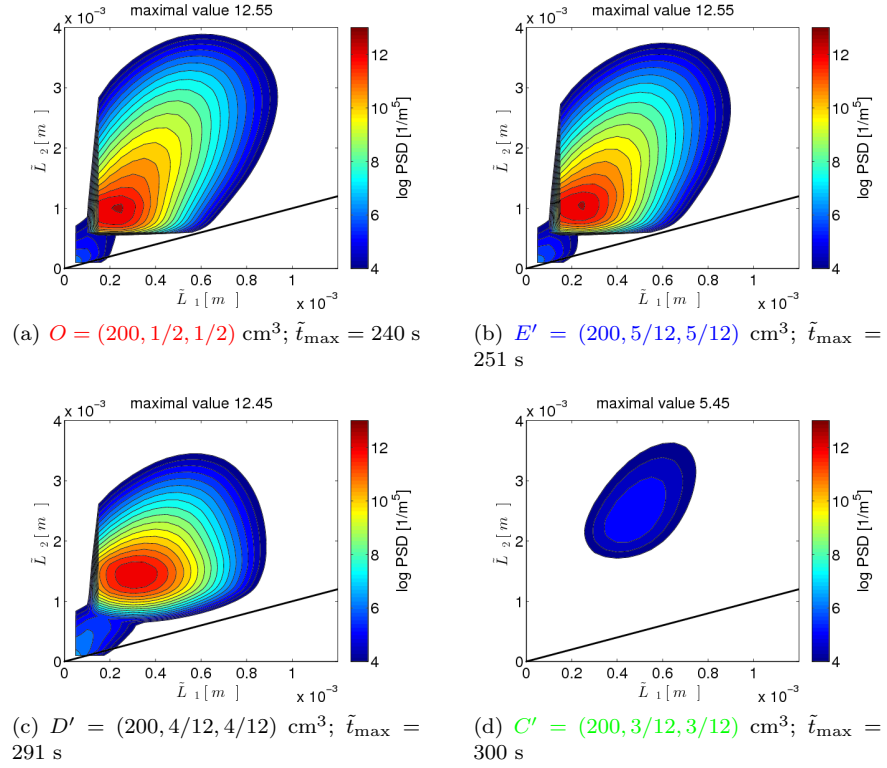 maximal value 12.55
x 10⁻³
4
3
2
1
0
L̃ ₂ [ m ]
0
0.2
0.4
0.6
0.8
1
x 10⁻³
L̃ ₁ [ m ]
12
10
8
6
4
log PSD [1/m⁵]
(a) O = (200, 1/2, 1/2) cm³; t̃max = 240 s
maximal value 12.55
x 10⁻³
4
3
2
1
0
L̃ ₂ [ m ]
0
0.2
0.4
0.6
0.8
1
x 10⁻³
L̃ ₁ [ m ]
12
10
8
6
4
log PSD [1/m⁵]
(b) E′ = (200, 5/12, 5/12) cm³; t̃max =
251 s
maximal value 12.45
x 10⁻³
4
3
2
1
0
L̃ ₂ [ m ]
0
0.2
0.4
0.6
0.8
1
x 10⁻³
L̃ ₁ [ m ]
12
10
8
6
4
log PSD [1/m⁵]
(c) D′ = (200, 4/12, 4/12) cm³; t̃max =
291 s
maximal value 5.45
x 10⁻³
4
3
2
1
0
L̃ ₂ [ m ]
0
0.2
0.4
0.6
0.8
1
x 10⁻³
L̃ ₁ [ m ]
12
10
8
6
4
log PSD [1/m⁵]
(d) C′ = (200, 3/12, 3/12) cm³; t̃max =
300 s